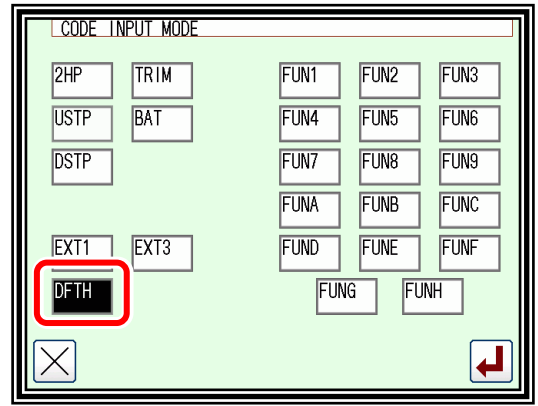 CODE INPUT MODE
2HP TRIM FUN1 FUN2 FUN3
USTP BAT FUN4 FUN5 FUN6
DSTP FUN7 FUN8 FUN9
FUNA FUNB FUNC
EXT1 EXT3 FUND FUNE FUNF
DFTH FUNG FUNH